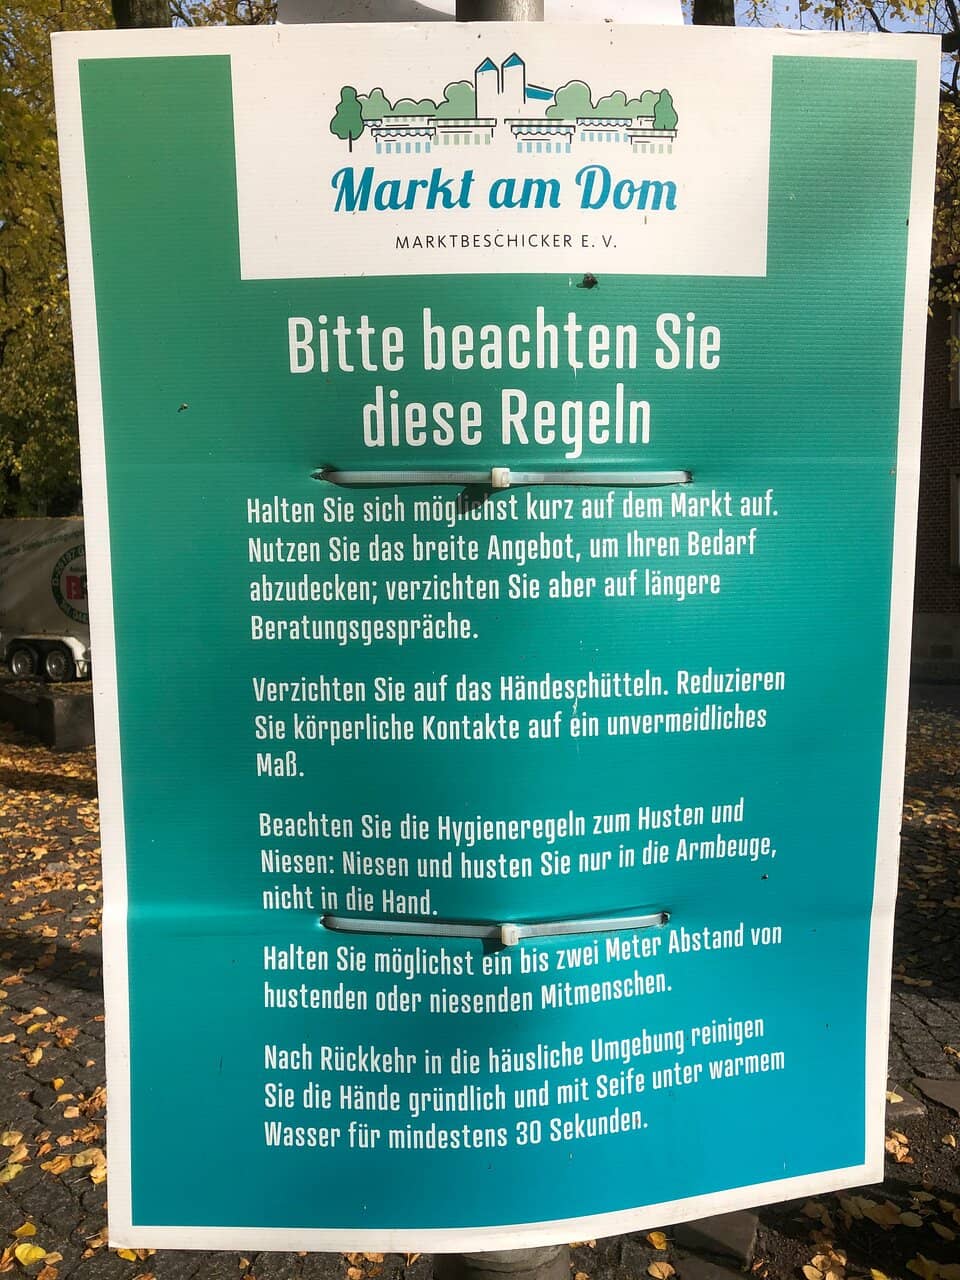 Markt am Dom
MARKTBESCHICKER E. V.
Bitte beachten Sie
diese Regeln
Halten Sie sich möglichst kurz auf dem Markt auf.
Nutzen Sie das breite Angebot, um Ihren Bedarf
abzudecken; verzichten Sie aber auf längere
Beratungsgespräche.
Verzichten Sie auf das Händeschütteln. Reduzieren
Sie körperliche Kontakte auf ein unvermeidliches
Maß.
Beachten Sie die Hygieneregeln zum Husten und
Niesen: Niesen und husten Sie nur in die Armbeuge,
nicht in die Hand.
Halten Sie möglichst ein bis zwei Meter Abstand von
hustenden oder niesenden Mitmenschen.
Nach Rückkehr in die häusliche Umgebung reinigen
Sie die Hände gründlich und mit Seife unter warmem
Wasser für mindestens 30 Sekunden.